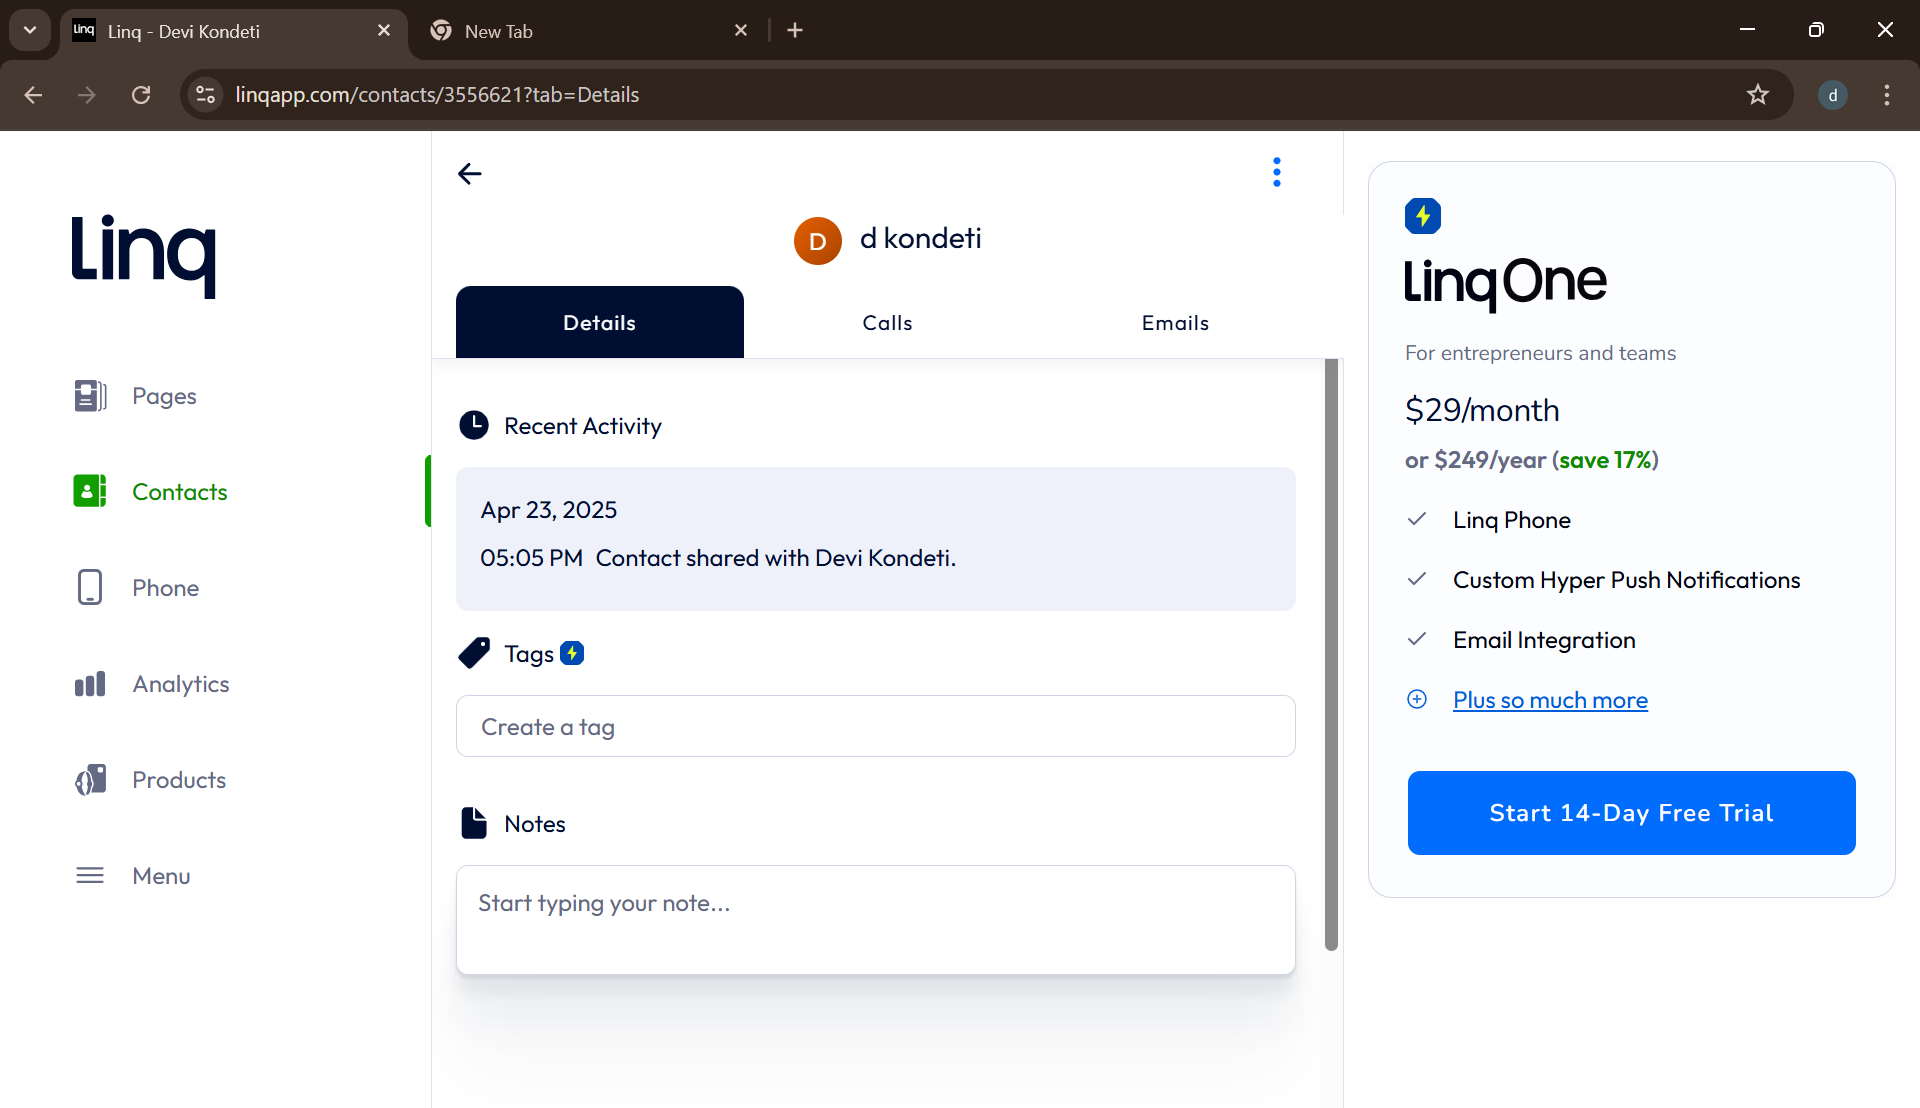 linq
Linq - Devi Kondeti
New Tab
linqapp.com/contacts/3556621?tab=Details
d
Linq
Pages
Contacts
Phone
Analytics
Products
Menu
D
d kondeti
Details
Calls
Emails
Recent Activity
Apr 23, 2025
05:05 PM Contact shared with Devi Kondeti.
Tags
Create a tag
Notes
Start typing your note...
Linq One
For entrepreneurs and teams
$29/month
or $249/year (save 17%)
Linq Phone
Custom Hyper Push Notifications
Email Integration
Plus so much more
Start 14-Day Free Trial